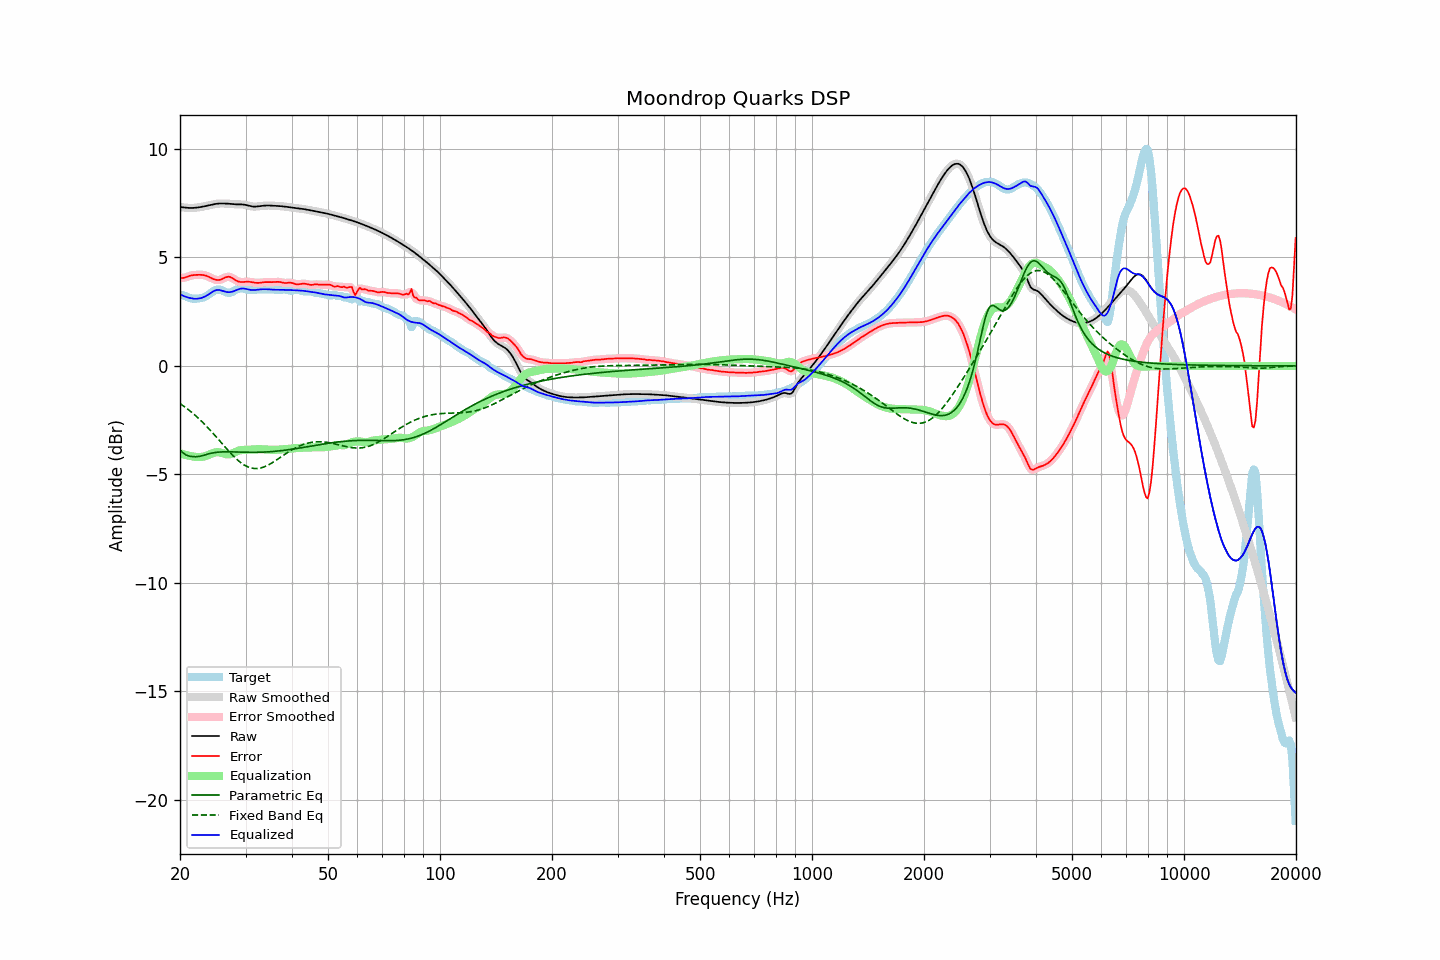 Moondrop Quarks DSP
Amplitude (dBr)
10
5
0
−5
−10
−15
−20
Target
Raw Smoothed
Error Smoothed
Raw
Error
Equalization
Parametric Eq
Fixed Band Eq
Equalized
20 50 100 200 500 1000 2000 5000 10000 20000
Frequency (Hz)